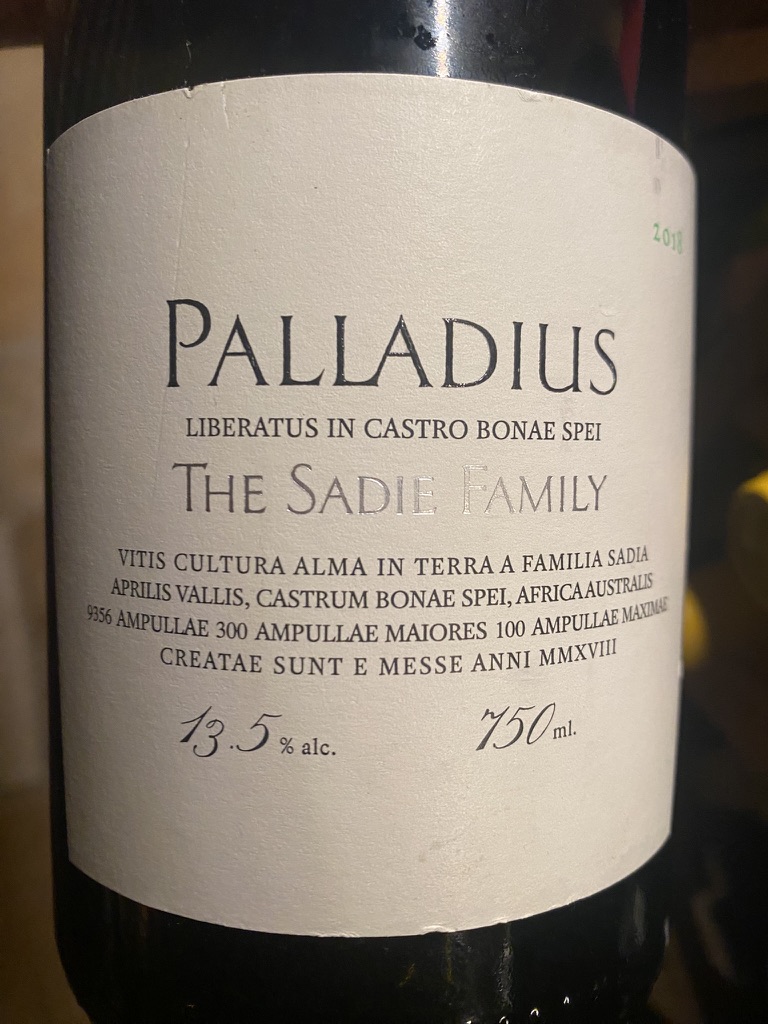 2018
PALLADIUS
LIBERATUS IN CASTRO BONAE SPEI
THE SADIE FAMILY
VITIS CULTURA ALMA IN TERRA A FAMILIA SADIA
APRILIS VALLIS, CASTRUM BONAE SPEI, AFRICA AUSTRALIS
9356 AMPULLAE 300 AMPULLAE MAIORES 100 AMPULLAE MAXIMAE
CREATAE SUNT E MESSE ANNI MMXVIII
13.5 % alc. 750 ml.